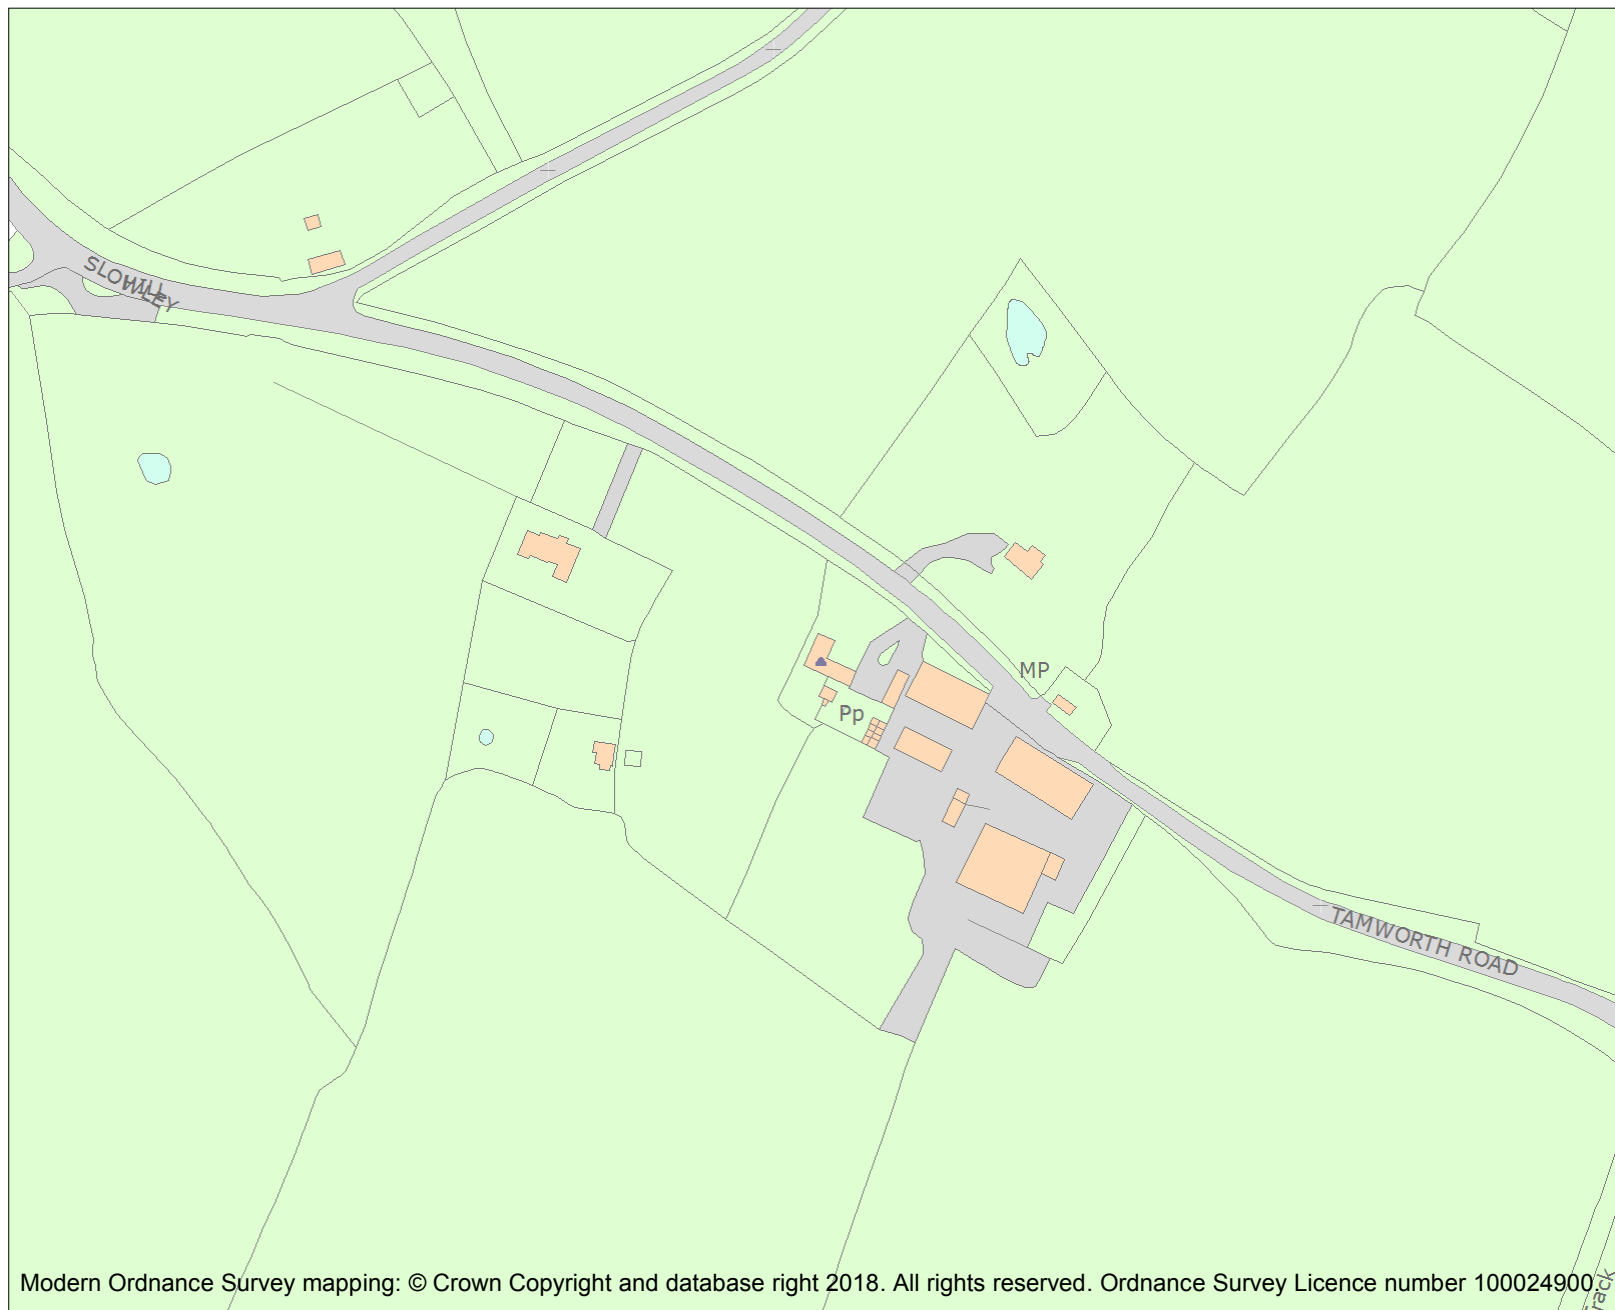 SLOWLEY
HILL
MP
Pp
TAMWORTH ROAD
Modern Ordnance Survey mapping: © Crown Copyright and database right 2018. All rights reserved. Ordnance Survey Licence number 100024900.
rack